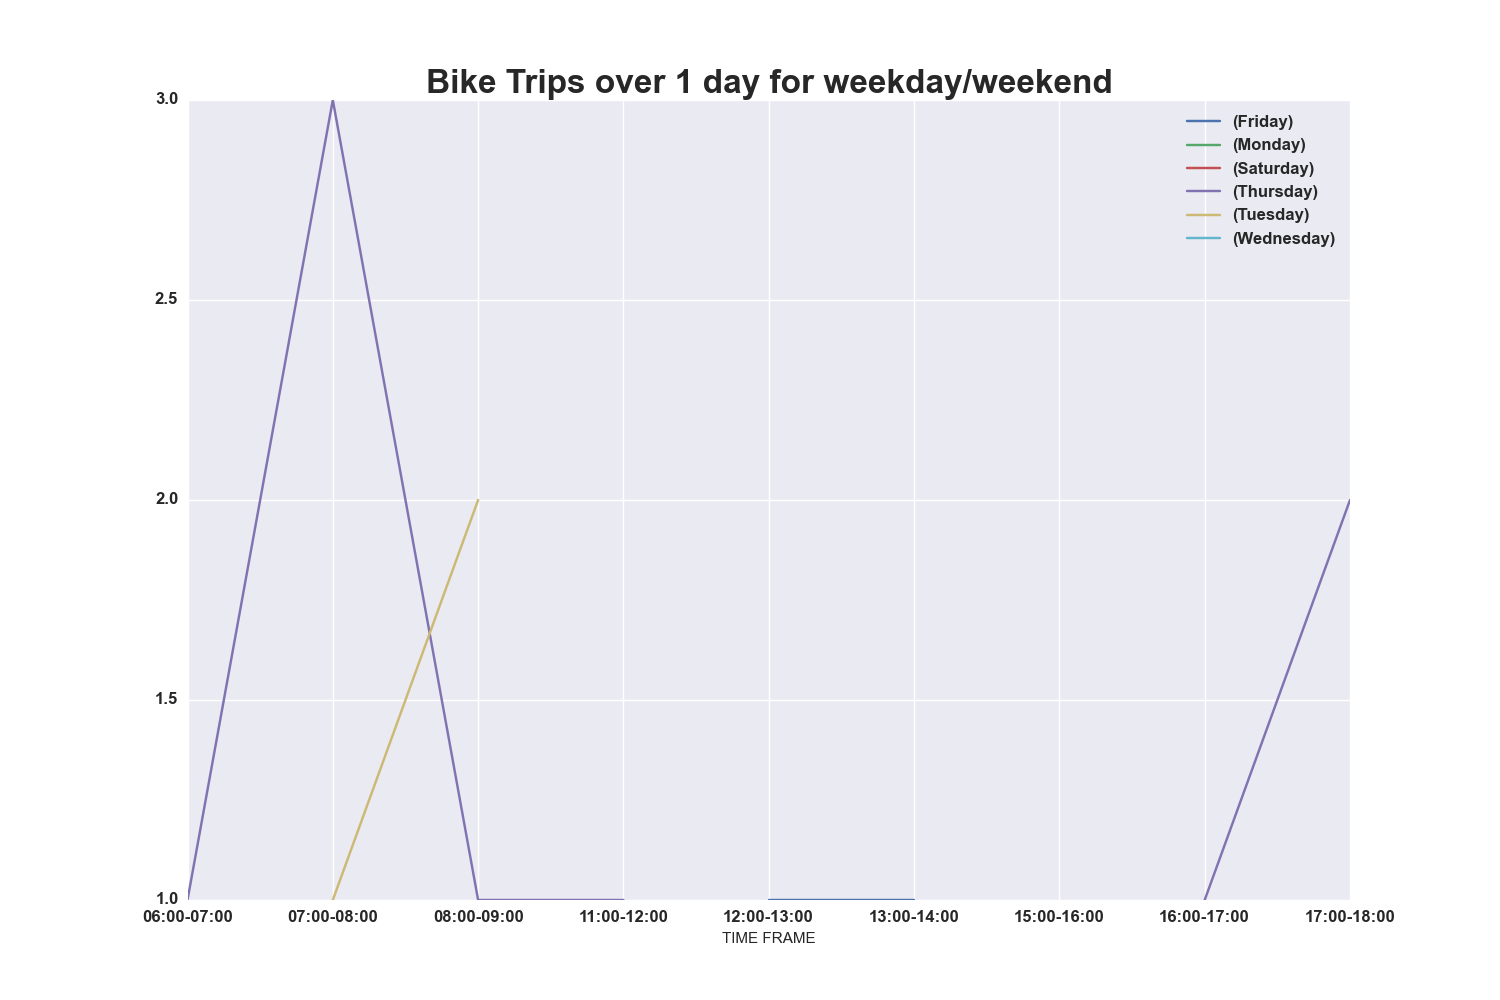 Bike Trips over 1 day for weekday/weekend
3.0
(Friday)
(Monday)
(Saturday)
(Thursday)
(Tuesday)
(Wednesday)
2.5
2.0
1.5
1.0
06:00-07:00 07:00-08:00 08:00-09:00 11:00-12:00 12:00-13:00 13:00-14:00 15:00-16:00 16:00-17:00 17:00-18:00
TIME FRAME